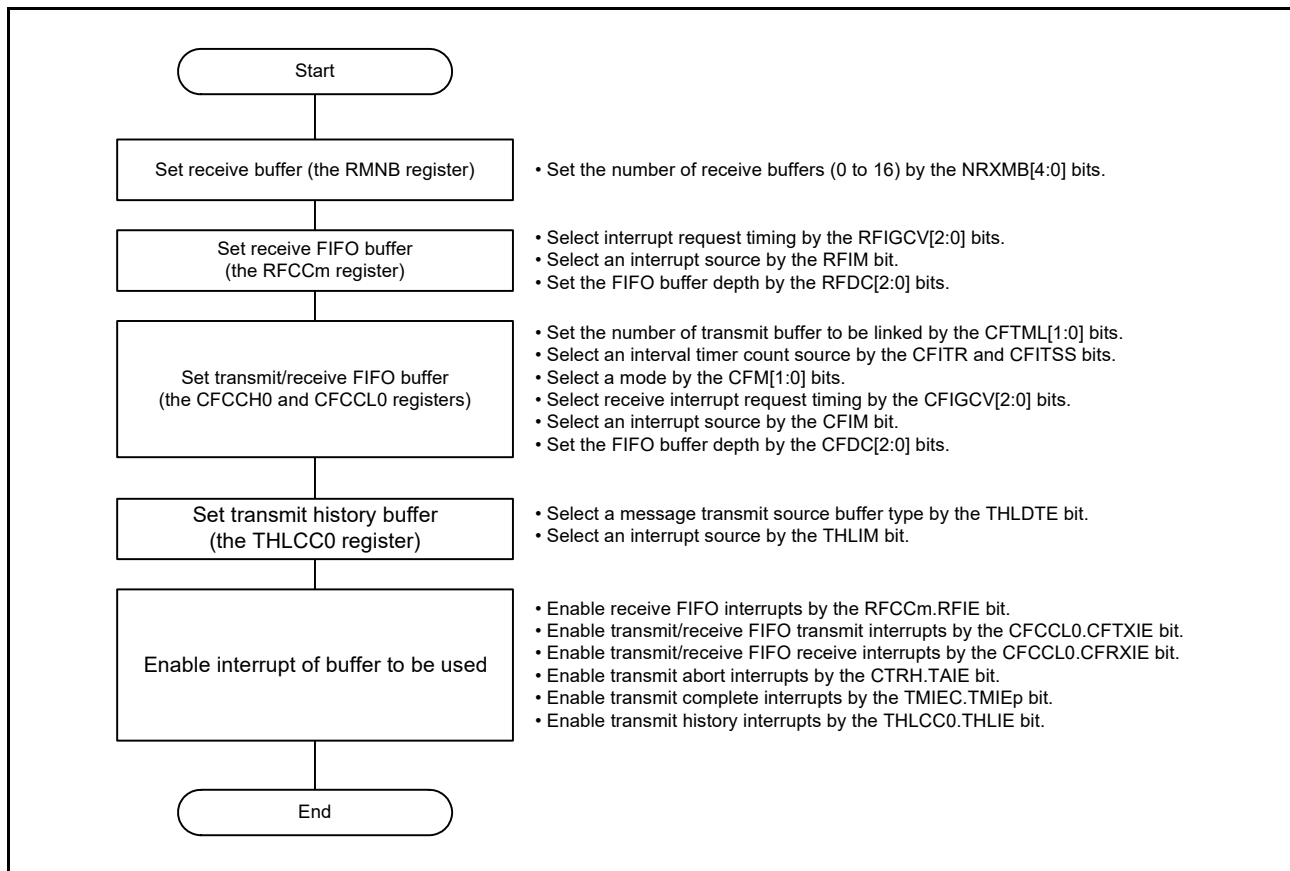 Start
Set receive buffer (the RMNB register)
• Set the number of receive buffers (0 to 16) by the NRXMB[4:0] bits.
Set receive FIFO buffer
(the RFCCm register)
• Select interrupt request timing by the RFIGCV[2:0] bits.
• Select an interrupt source by the RFIM bit.
• Set the FIFO buffer depth by the RFDC[2:0] bits.
Set transmit/receive FIFO buffer
(the CFCCH0 and CFCCL0 registers)
• Set the number of transmit buffer to be linked by the CFTML[1:0] bits.
• Select an interval timer count source by the CFITR and CFITSS bits.
• Select a mode by the CFM[1:0] bits.
• Select receive interrupt request timing by the CFIGCV[2:0] bits.
• Select an interrupt source by the CFIM bit.
• Set the FIFO buffer depth by the CFDC[2:0] bits.
Set transmit history buffer
(the THLCC0 register)
• Select a message transmit source buffer type by the THLDTE bit.
• Select an interrupt source by the THLIM bit.
Enable interrupt of buffer to be used
• Enable receive FIFO interrupts by the RFCCm.RFIE bit.
• Enable transmit/receive FIFO transmit interrupts by the CFCCL0.CFTXIE bit.
• Enable transmit/receive FIFO receive interrupts by the CFCCL0.CFRXIE bit.
• Enable transmit abort interrupts by the CTRH.TAIE bit.
• Enable transmit complete interrupts by the TMIEC.TMIEp bit.
• Enable transmit history interrupts by the THLCC0.THLIE bit.
End